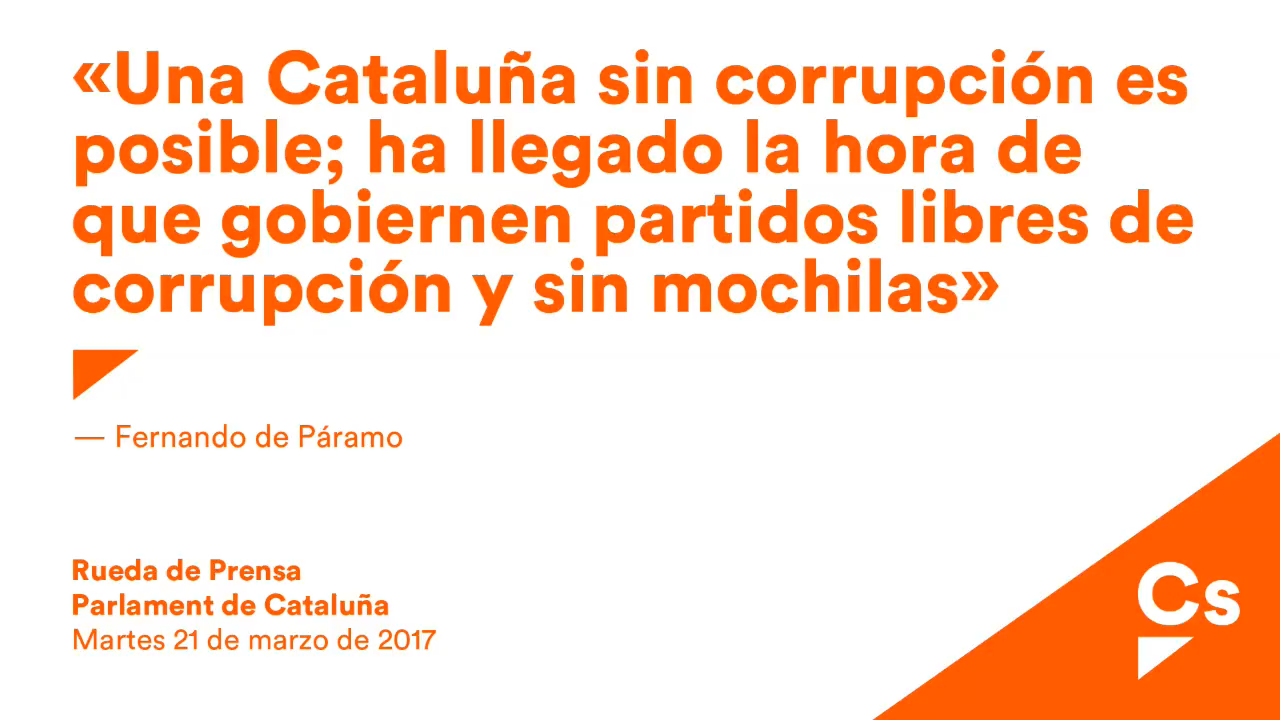 «Una Cataluña sin corrupción es
posible; ha llegado la hora de
que gobiernen partidos libres de
corrupción y sin mochilas»
— Fernando de Páramo
Rueda de Prensa
Parlament de Cataluña
Martes 21 de marzo de 2017
Cs